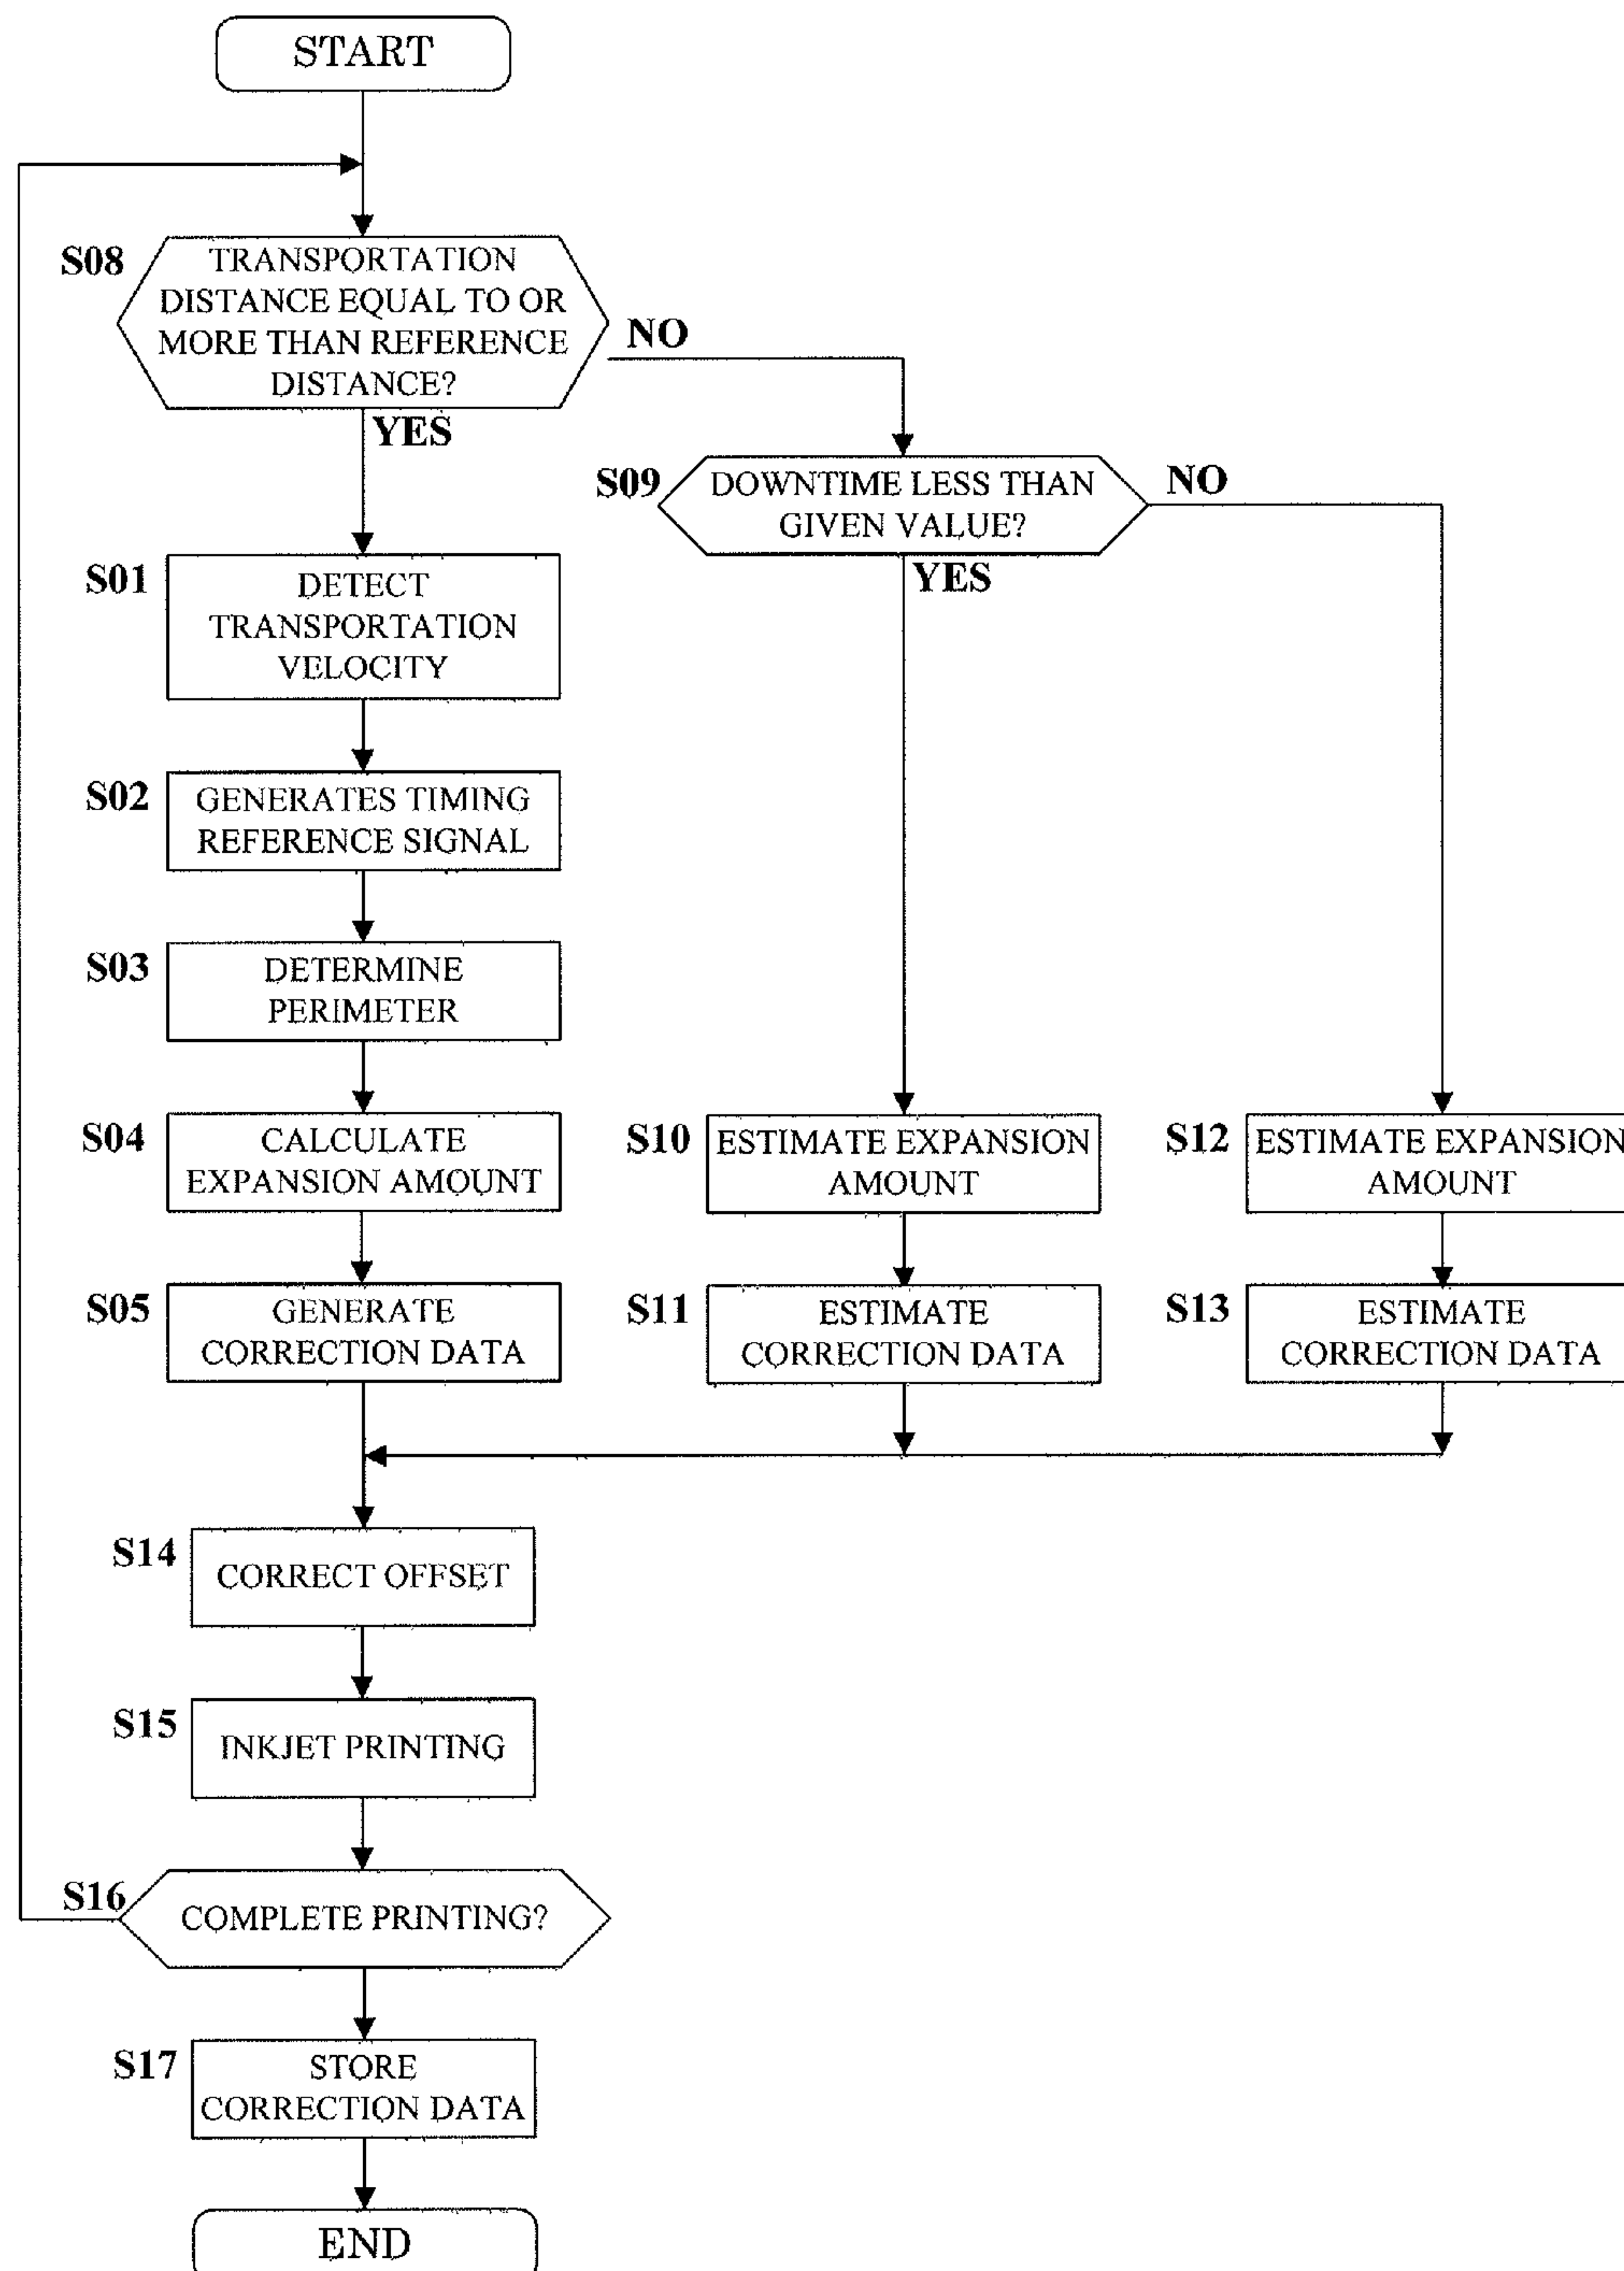 START
S08
TRANSPORTATION
DISTANCE EQUAL TO OR
MORE THAN REFERENCE
DISTANCE?
NO
YES
S09
DOWNTIME LESS THAN
GIVEN VALUE?
NO
YES
S01
DETECT
TRANSPORTATION
VELOCITY
S02
GENERATES TIMING
REFERENCE SIGNAL
S03
DETERMINE
PERIMETER
S04
CALCULATE
EXPANSION AMOUNT
S10
ESTIMATE EXPANSION
AMOUNT
S12
ESTIMATE EXPANSION
AMOUNT
S05
GENERATE
CORRECTION DATA
S11
ESTIMATE
CORRECTION DATA
S13
ESTIMATE
CORRECTION DATA
S14
CORRECT OFFSET
S15
INKJET PRINTING
S16
COMPLETE PRINTING?
S17
STORE
CORRECTION DATA
END